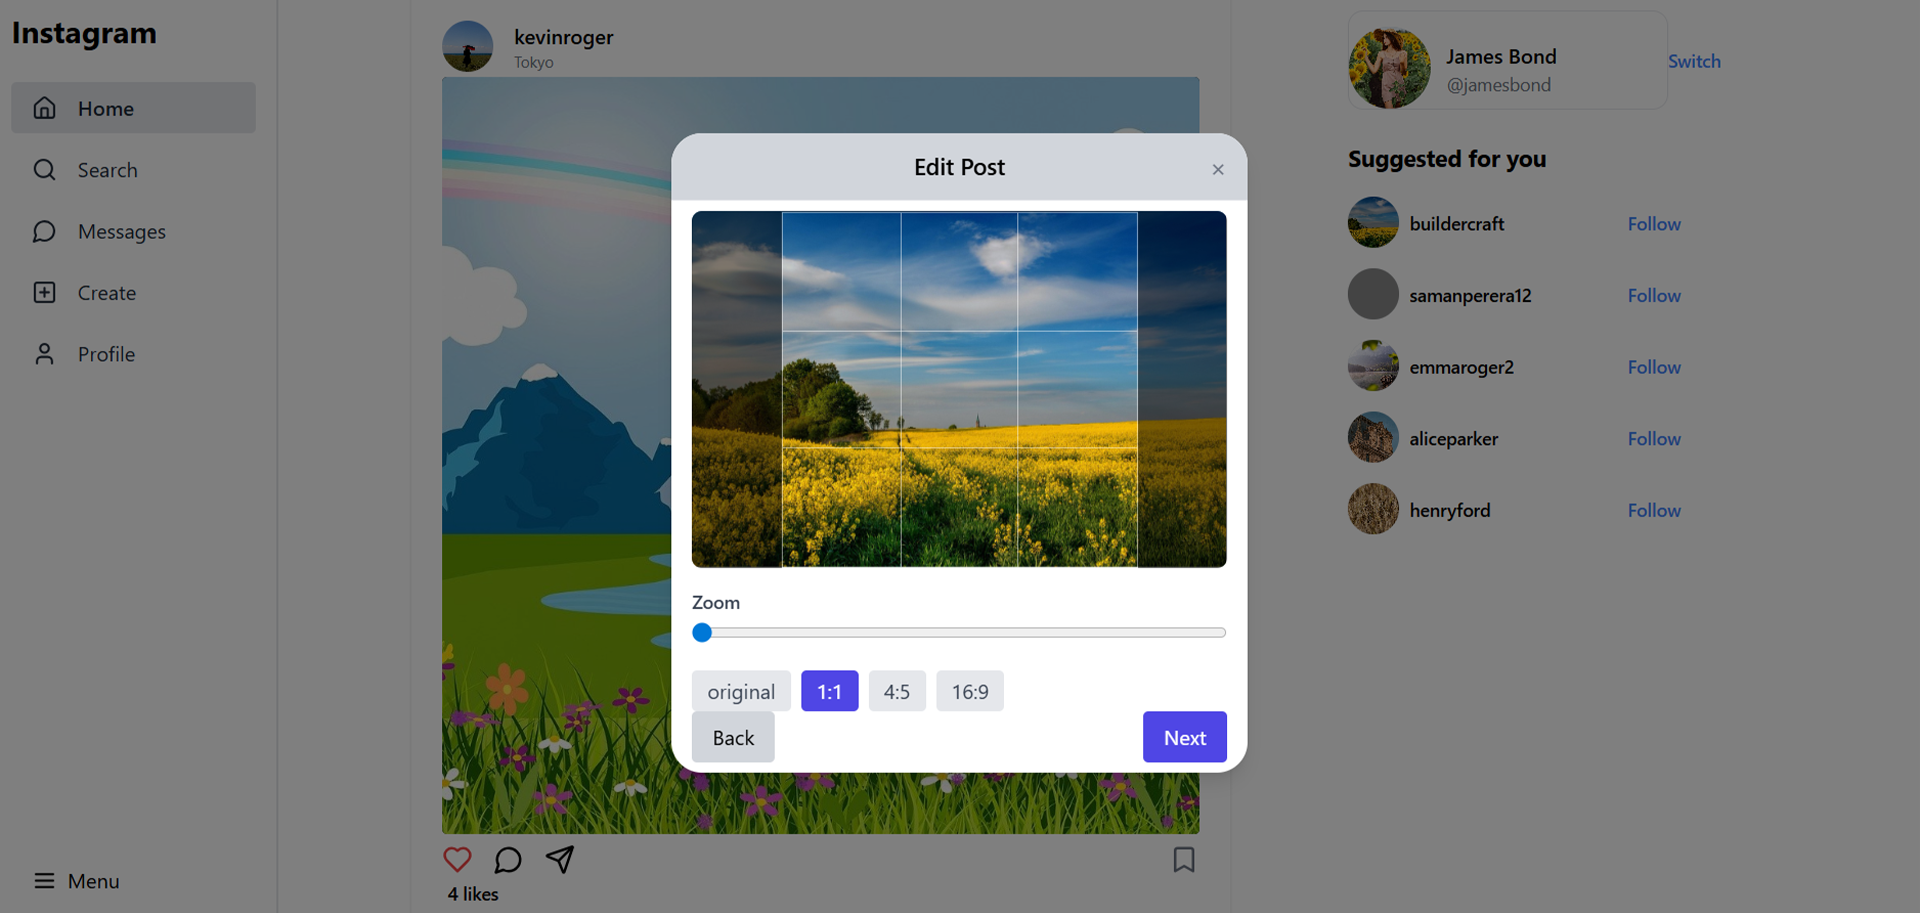 Instagram
Home
Search
Messages
Create
Profile
Menu
kevinroger
Tokyo
4 likes
Edit Post
×
Zoom
original 1:1 4:5 16:9
Back Next
James Bond
@jamesbond
Switch
Suggested for you
buildercraft Follow
samanperera12 Follow
emmaroger2 Follow
aliceparker Follow
henryford Follow